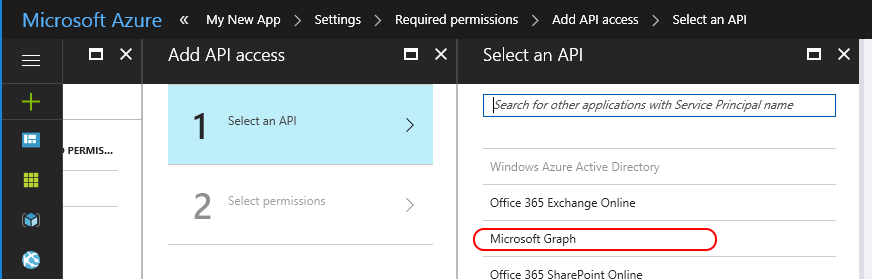 Microsoft Azure « My New App > Settings > Required permissions > Add API access > Select an API
Add API access
Select an API
PERMIS...
1 Select an API
2 Select permissions
Search for other applications with Service Principal name
Windows Azure Active Directory
Office 365 Exchange Online
Microsoft Graph
Office 365 SharePoint Online